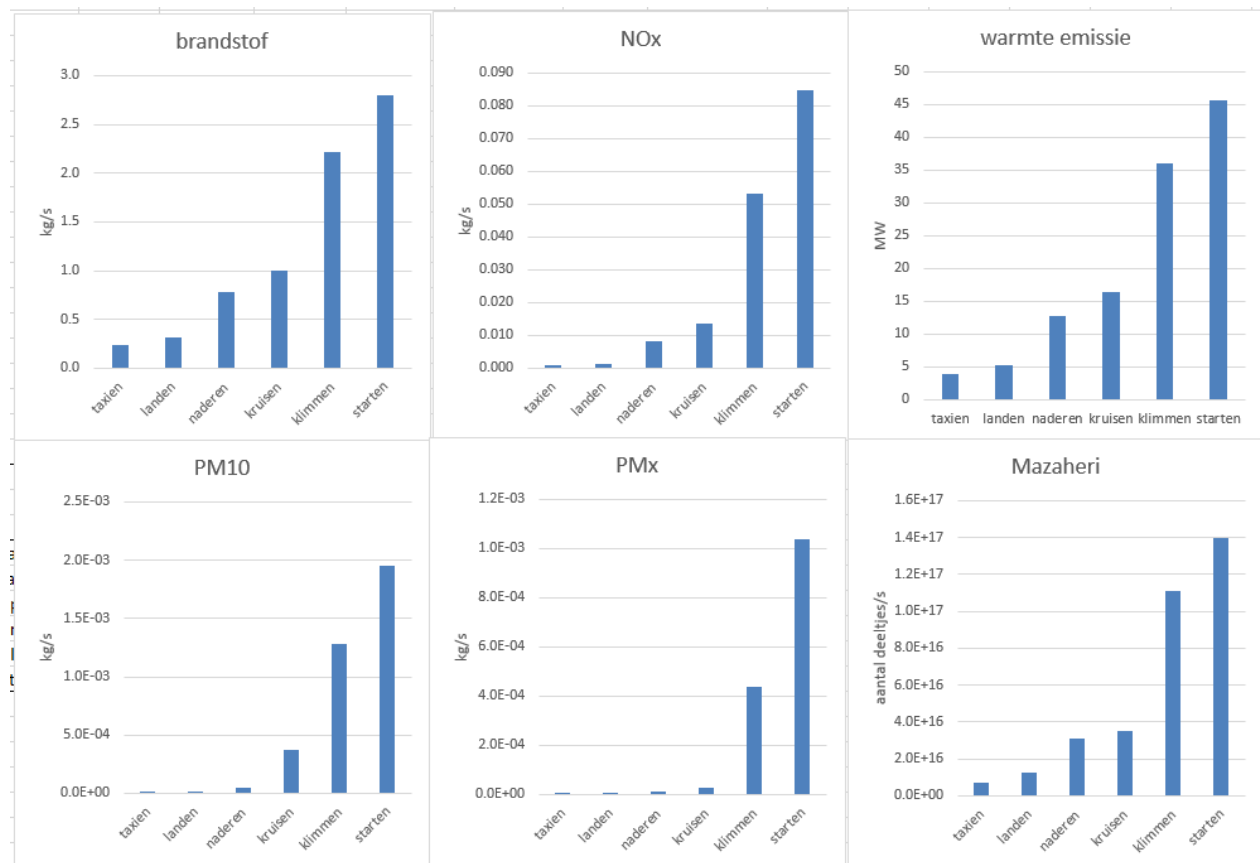 brandstof
3.0
2.5
2.0
1.5
1.0
0.5
0.0
kg/s
taxien
landen
naderen
kruisen
klimmen
starten
NOx
0.090
0.080
0.070
0.060
0.050
0.040
0.030
0.020
0.010
0.000
kg/s
taxien
landen
naderen
kruisen
klimmen
starten
warmte emissie
50
45
40
35
30
25
20
15
10
5
0
MW
taxien landen naderen kruisen klimmen starten
PM10
2.5E-03
2.0E-03
1.5E-03
1.0E-03
5.0E-04
0.0E+00
kg/s
taxien
landen
naderen
kruisen
klimmen
starten
PMx
1.2E-03
1.0E-03
8.0E-04
6.0E-04
4.0E-04
2.0E-04
0.0E+00
kg/s
taxien
landen
naderen
kruisen
klimmen
starten
Mazaheri
1.6E+17
1.4E+17
1.2E+17
1.0E+17
8.0E+16
6.0E+16
4.0E+16
2.0E+16
0.0E+00
aantal deeltjes/s
taxien
landen
naderen
kruisen
klimmen
starten